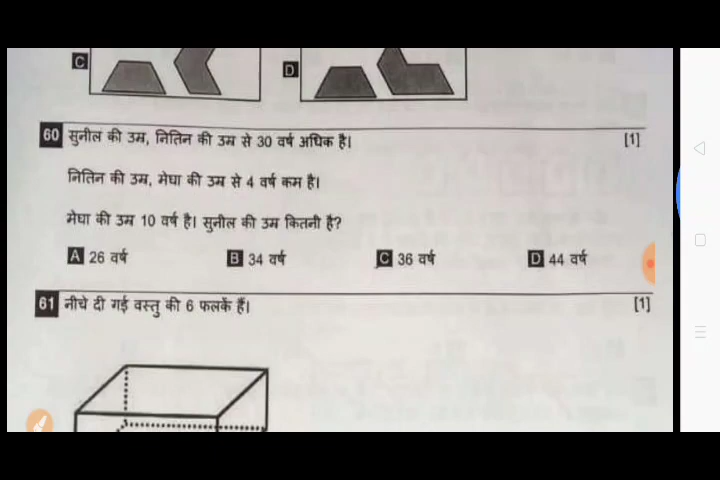 C
D
60 सुनील की उम्र, नितिन की उम्र से 30 वर्ष अधिक है। [1]
नितिन की उम्र, मेघा की उम्र से 4 वर्ष कम है।
मेघा की उम्र 10 वर्ष है। सुनील की उम्र कितनी है?
A 26 वर्ष B 34 वर्ष C 36 वर्ष D 44 वर्ष
61 नीचे दी गई वस्तु की 6 फलकें हैं। [1]